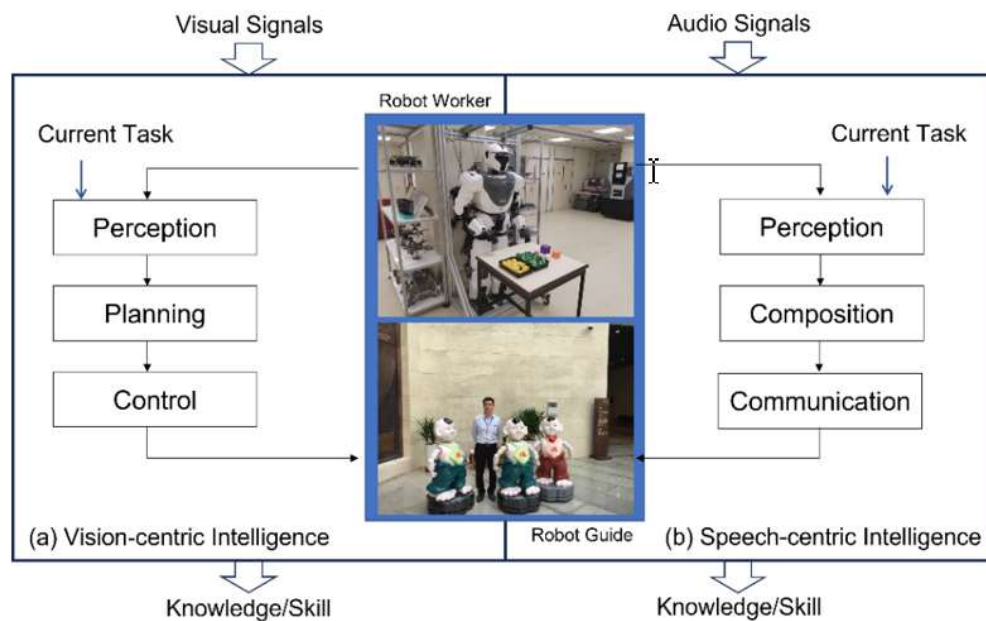 Visual Signals
Audio Signals
Robot Worker
Current Task
Current Task
Perception
Perception
Planning
Composition
Control
Communication
(a) Vision-centric Intelligence
Robot Guide
(b) Speech-centric Intelligence
Knowledge/Skill
Knowledge/Skill